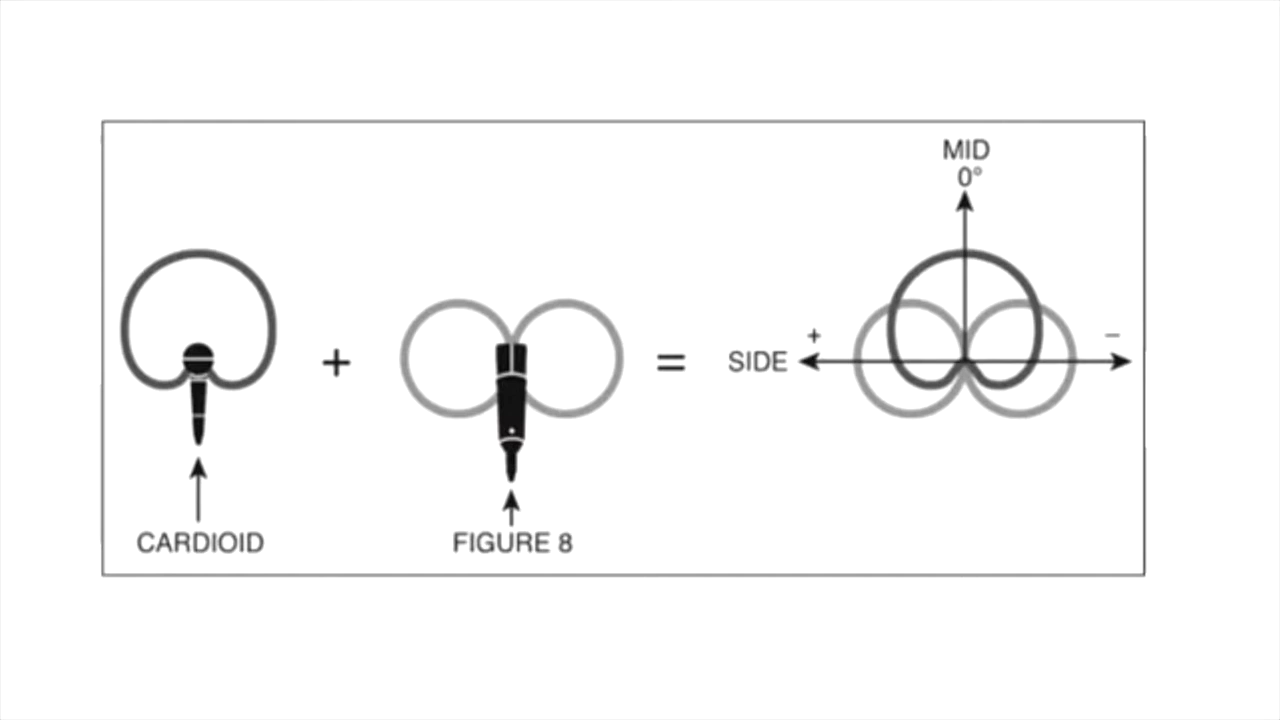 MID
0°
+
=
SIDE
+
–
CARDIOID
FIGURE 8